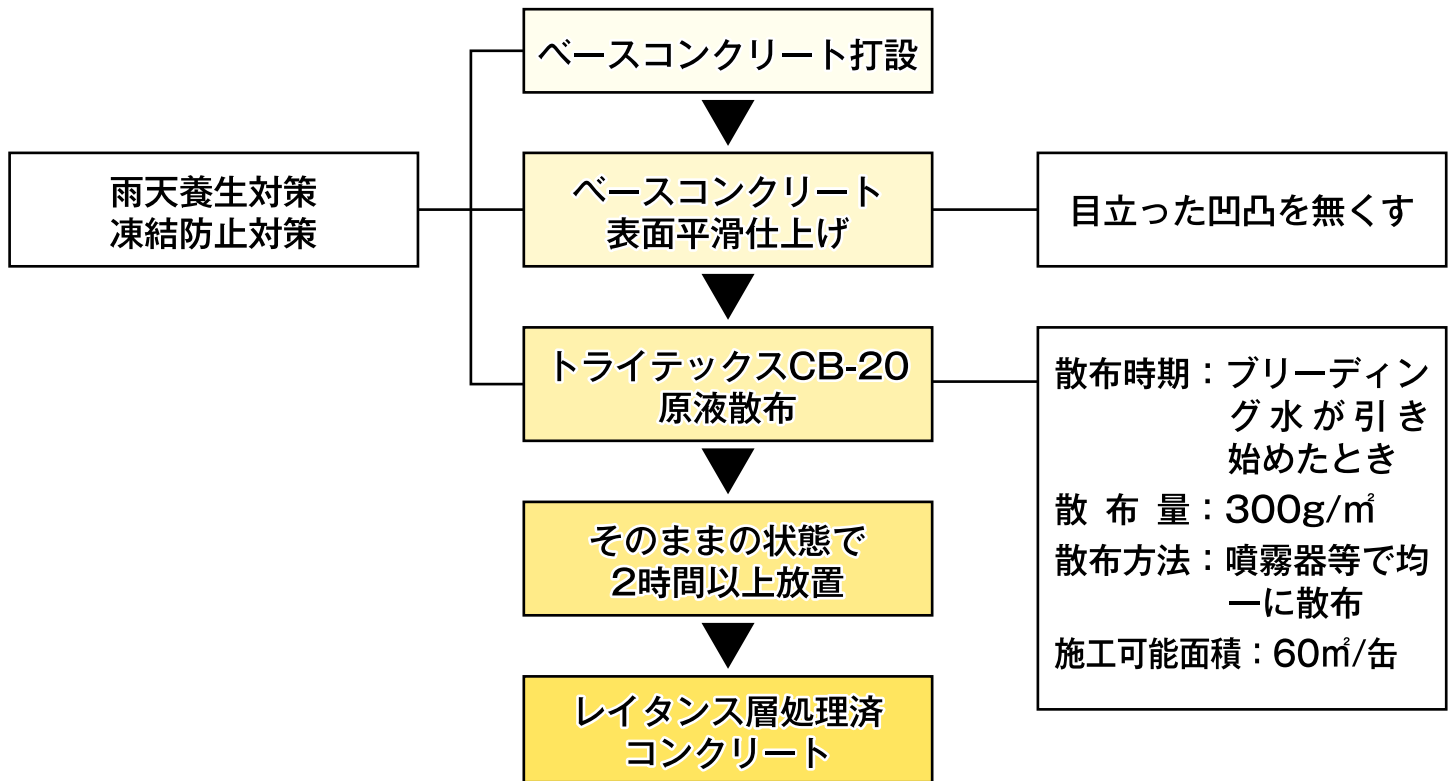 ベースコンクリート打設
雨天養生対策
凍結防止対策
ベースコンクリート
表面平滑仕上げ
目立った凹凸を無くす
トライテックスCB-20
原液散布
散布時期：ブリーディン
グ水が引き
始めたとき
散布量：300g/㎡
散布方法：噴霧器等で均
一に散布
施工可能面積：60㎡/缶
そのままの状態で
2時間以上放置
レイタンス層処理済
コンクリート